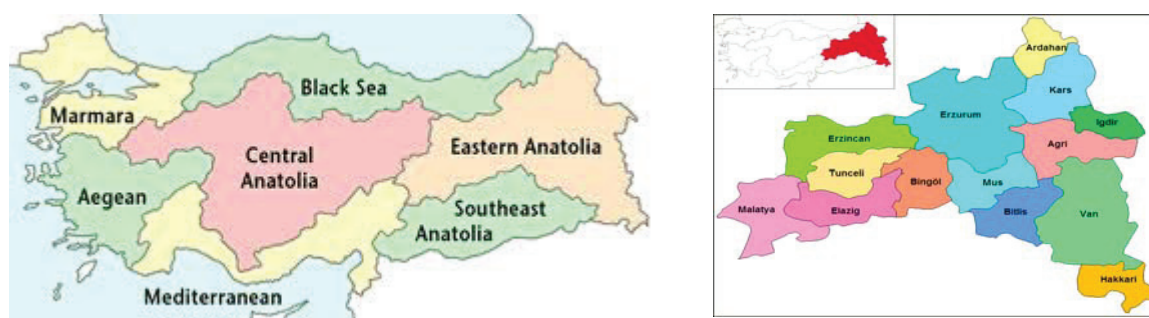 Black Sea
Marmara
Central
Anatolia
Eastern Anatolia
Aegean
Southeast
Anatolia
Mediterranean
Ardahan
Kars
Erzurum
Igdir
Erzincan
Agri
Tunceli
Bingöl
Mus
Malatya
Elazig
Bitlis
Van
Hakkari